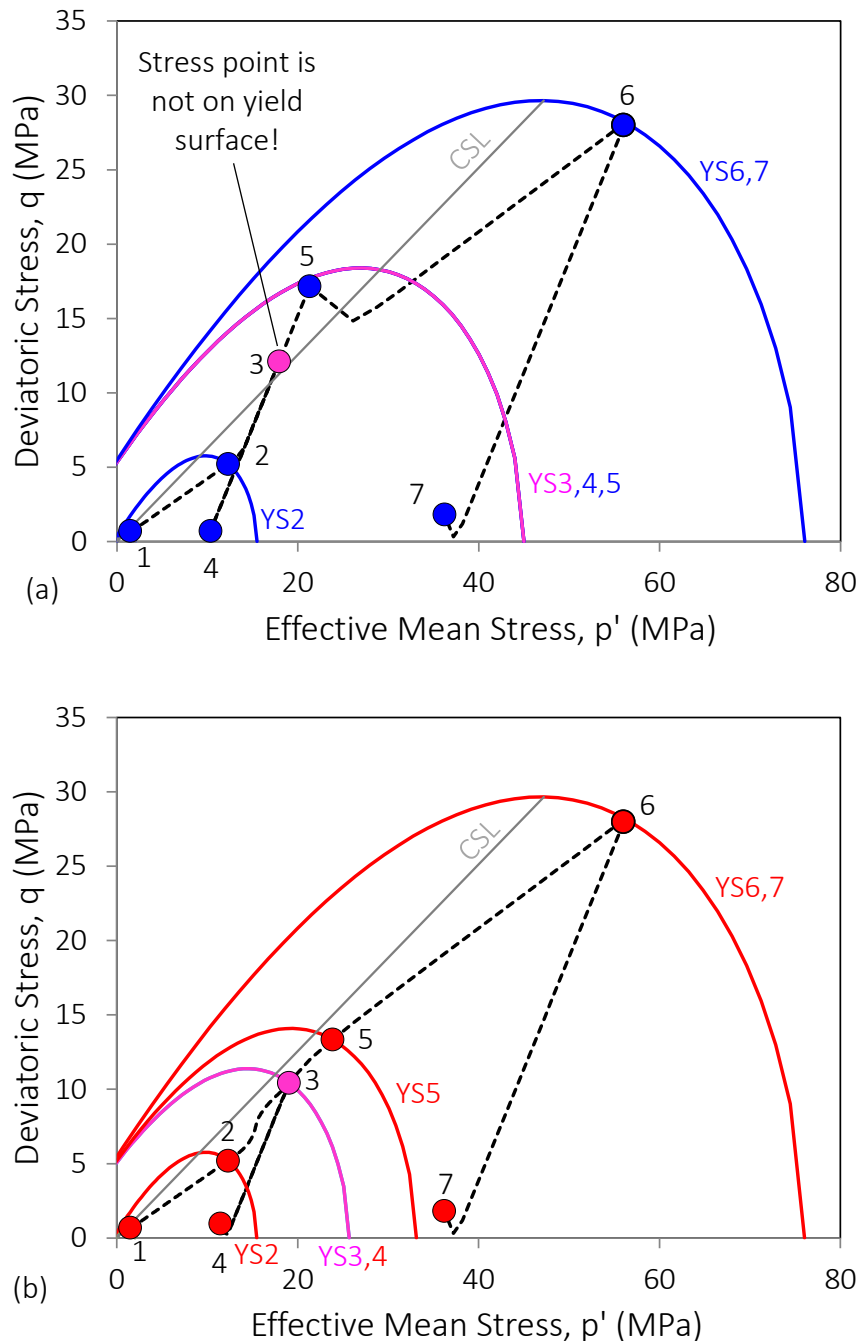 35
30
25
20
15
10
5
0
Deviatoric Stress, q (MPa)
Stress point is
not on yield
surface!
CSL
6
YS6,7
5
3
2
YS2
7
YS3,4,5
1
4
0
20
40
60
80
(a)
Effective Mean Stress, p' (MPa)
35
30
25
20
15
10
5
0
Deviatoric Stress, q (MPa)
CSL
6
YS6,7
5
3
YS5
2
7
1
4
YS2
YS3,4
0
20
40
60
80
(b)
Effective Mean Stress, p' (MPa)